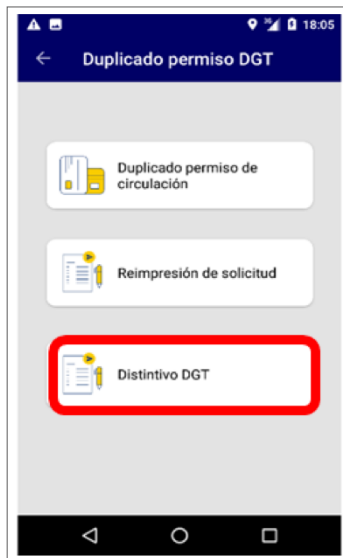 18:05
Duplicado permiso DGT
Duplicado permiso de
circulación
Reimpresión de solicitud
Distintivo DGT